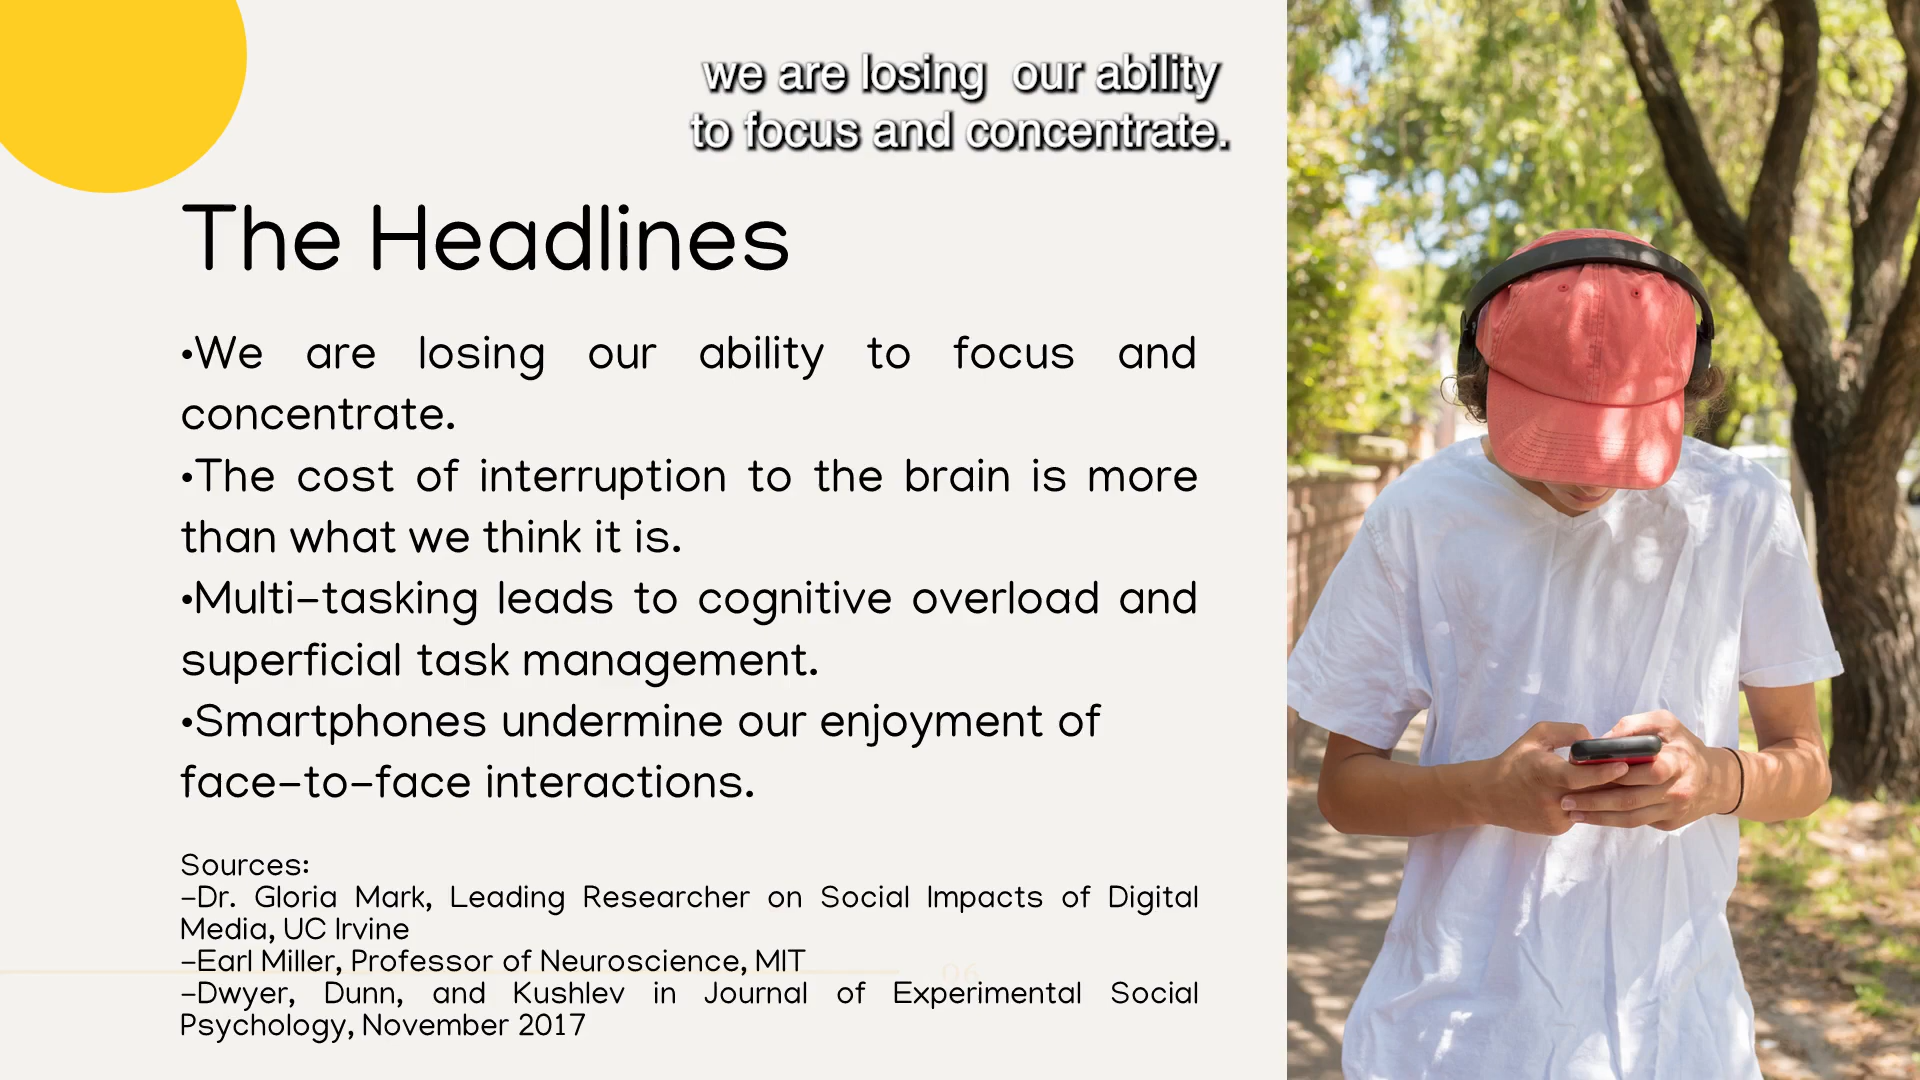 we are losing  our ability
to focus and concentrate.
The Headlines
•We are losing our ability to focus and
concentrate.
•The cost of interruption to the brain is more
than what we think it is.
•Multi-tasking leads to cognitive overload and
superficial task management.
•Smartphones undermine our enjoyment of
face-to-face interactions.
Sources:
-Dr. Gloria Mark, Leading Researcher on Social Impacts of Digital
Media, UC Irvine
-Earl Miller, Professor of Neuroscience, MIT
06
-Dwyer, Dunn, and Kushlev in Journal of Experimental Social
Psychology, November 2017